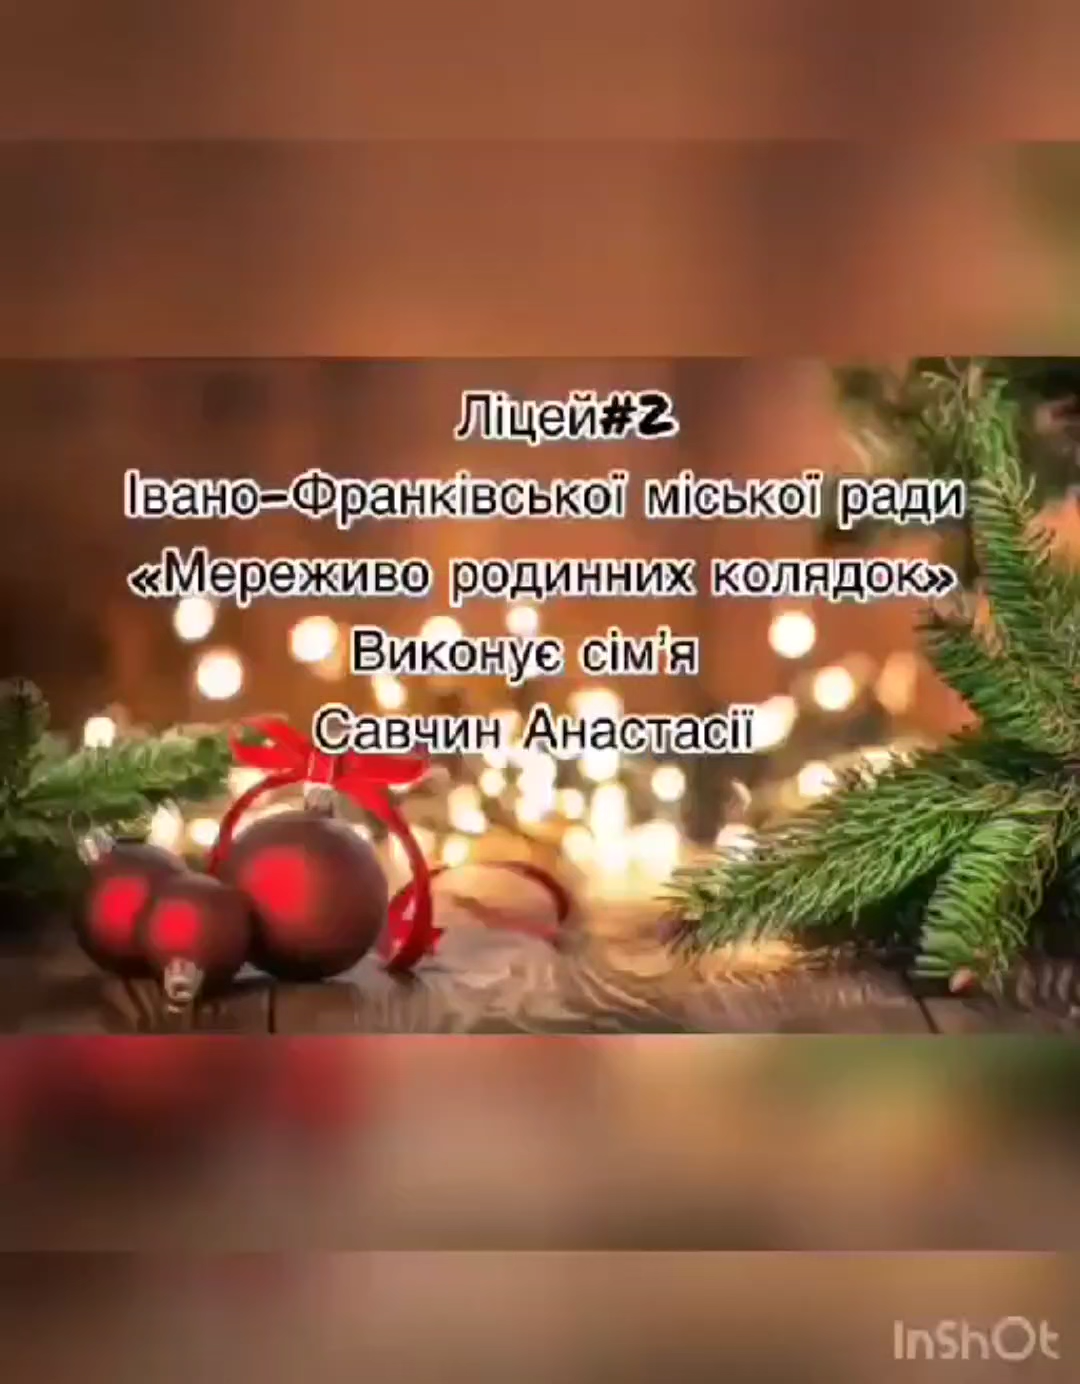 Ліцей#2
Івано-Франківської міської ради
«Мереживо родинних колядок»
Виконує сім'я
Савчин Анастасії
InShOt